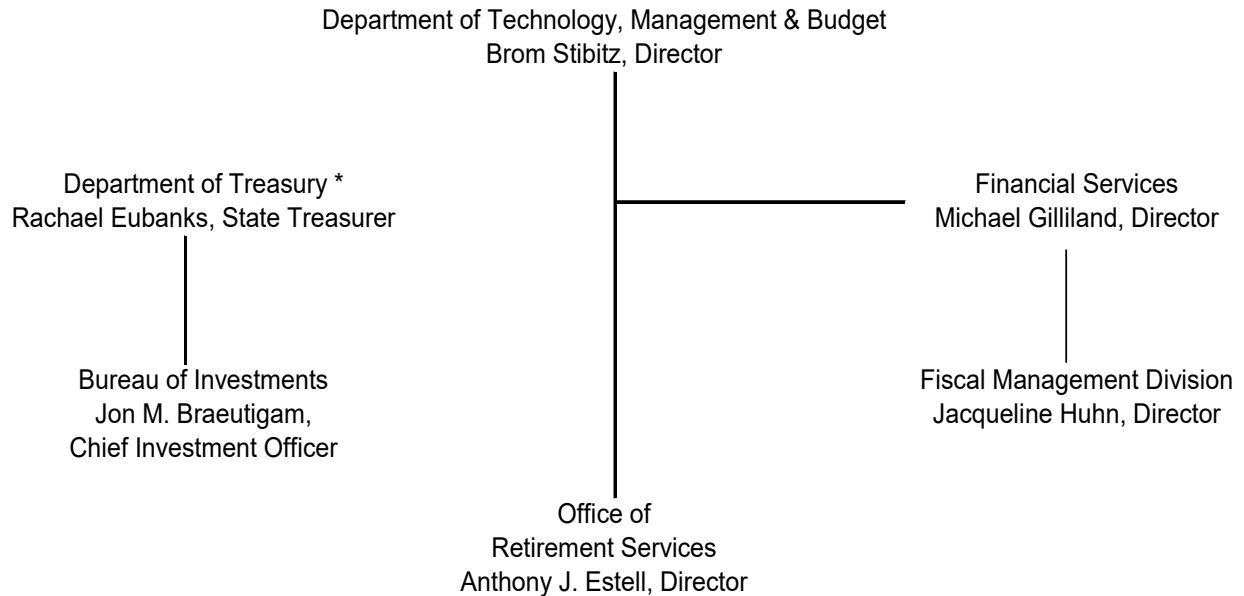 Department of Technology, Management & Budget
Brom Stibitz, Director
Department of Treasury *
Rachael Eubanks, State Treasurer
Financial Services
Michael Gilliland, Director
Bureau of Investments
Jon M. Braeutigam,
Chief Investment Officer
Fiscal Management Division
Jacqueline Huhn, Director
Office of
Retirement Services
Anthony J. Estell, Director